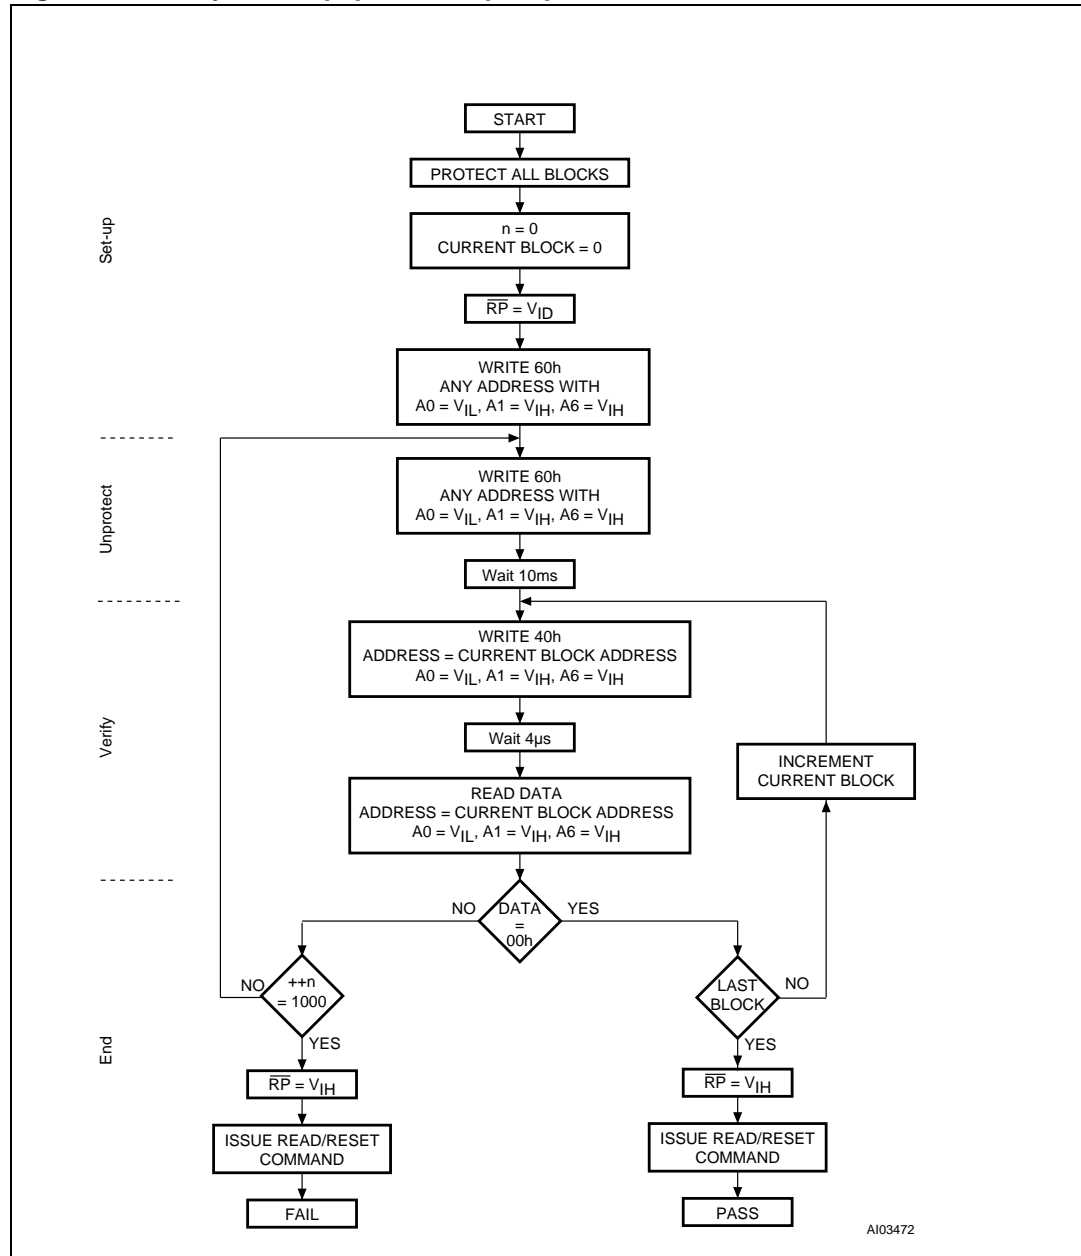 START
PROTECT ALL BLOCKS
n = 0
CURRENT BLOCK = 0
Set-up
R̅P̅ = VID
WRITE 60h
ANY ADDRESS WITH
A0 = VIL, A1 = VIH, A6 = VIH
Unprotect
WRITE 60h
ANY ADDRESS WITH
A0 = VIL, A1 = VIH, A6 = VIH
Wait 10ms
Verify
WRITE 40h
ADDRESS = CURRENT BLOCK ADDRESS
A0 = VIL, A1 = VIH, A6 = VIH
Wait 4µs
READ DATA
ADDRESS = CURRENT BLOCK ADDRESS
A0 = VIL, A1 = VIH, A6 = VIH
INCREMENT
CURRENT BLOCK
End
NO
DATA
=
00h
YES
NO
++n
= 1000
YES
LAST
BLOCK
NO
YES
R̅P̅ = VIH
ISSUE READ/RESET
COMMAND
FAIL
R̅P̅ = VIH
ISSUE READ/RESET
COMMAND
PASS
AI03472